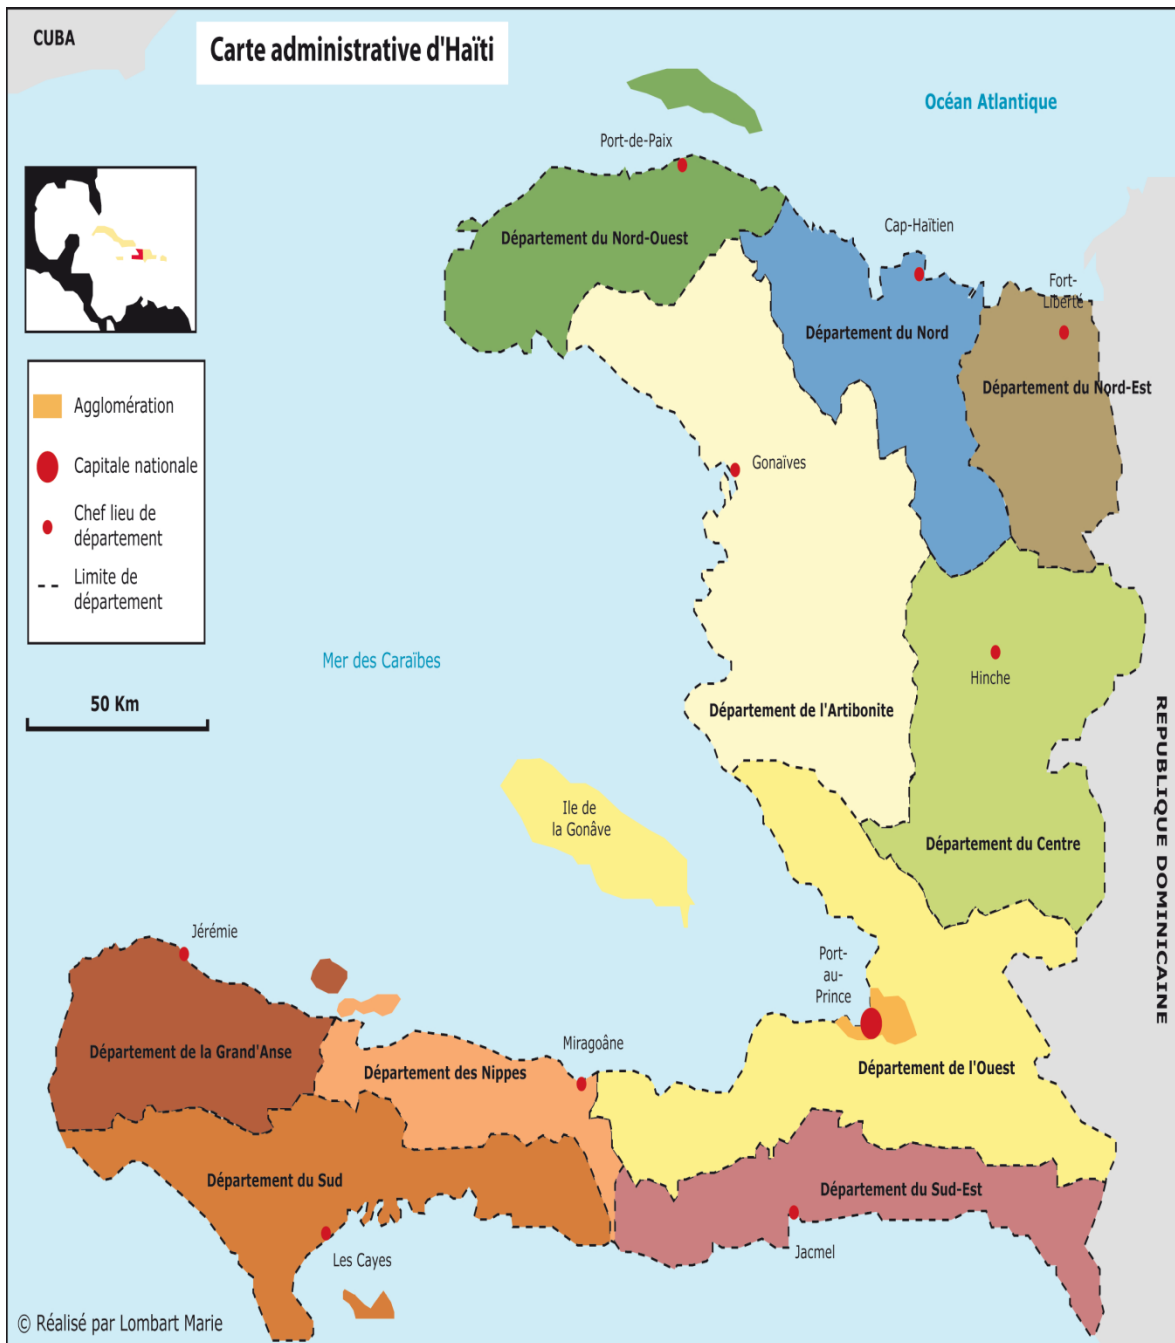 CUBA
Carte administrative d'Haïti
Océan Atlantique
Port-de-Paix
Cap-Haïtien
Département du Nord-Ouest
Fort-
Liberté
Département du Nord
Département du Nord-Est
Agglomération
Capitale nationale
Chef lieu de
département
Limite de
département
Gonaïves
Mer des Caraïbes
Hinche
50 Km
Département de l'Artibonite
REPUBLIQUE DOMINICAINE
Ile de
la Gonâve
Département du Centre
Jérémie
Port-
au-
Prince
Département de la Grand'Anse
Miragoâne
Département des Nippes
Département de l'Ouest
Département du Sud
Département du Sud-Est
Les Cayes
Jacmel
© Réalisé par Lombart Marie